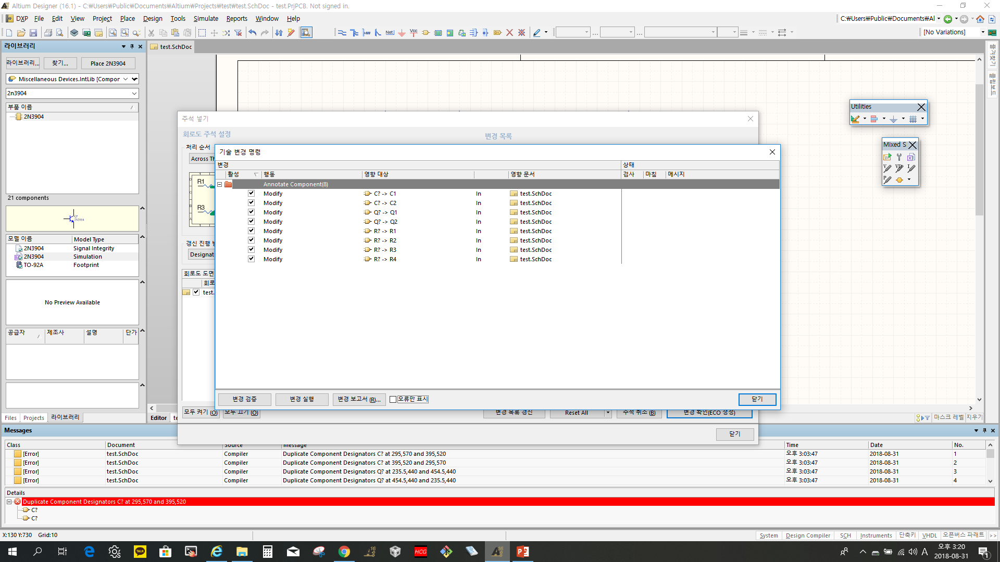 Altium Designer (16.1) - C:₩Users₩Public₩Documents₩Altium₩Projects₩test₩test.SchDoc - test.PrjPCB. Not signed in.
DXP File Edit View Project Place Design Tools Simulate Reports Window Help
C:₩Users₩Public₩Documents₩Al
Net Vcc D1
[No Variations]
라이브러리
test.SchDoc
라이브러리... 찾기... Place 2N3904
Miscellaneous Devices.IntLib [Compor
2n3904
부품 이름
2N3904
21 components
Q?
2N3904
모델 이름 Model Type
2N3904 Signal Integrity
2N3904 Simulation
TO-92A Footprint
No Preview Available
공급자 제조사 설명 단가
Files Projects 라이브러리
즐겨찾기
클립보드
Utilities
Mixed S
주석 넣기
회로도 주석 설정
변경 목록
처리 순서
Across Th
R1
R3
갱신 진행 방
Designat
회로도 도면
회로
test.
기술 변경 명령
변경 상태
활성 행동 영향 대상 영향 문서 검사 마침 메시지
Annotate Component(8)
Modify C? -> C1 In test.SchDoc
Modify C? -> C2 In test.SchDoc
Modify Q? -> Q1 In test.SchDoc
Modify Q? -> Q2 In test.SchDoc
Modify R? -> R1 In test.SchDoc
Modify R? -> R2 In test.SchDoc
Modify R? -> R3 In test.SchDoc
Modify R? -> R4 In test.SchDoc
변경 검증 변경 실행 변경 보고서 (R)... 오류만 표시 닫기
모두 켜기 (O) 모두 끄기 (O) 변경 목록 갱신 Reset All 주석 취소 (B) 변경 확인(ECO 생성)
닫기
Editor te
마스크 레벨 지우기
Messages
Class Document Source Message Time Date No.
[Error] test.SchDoc Compiler Duplicate Component Designators C? at 295,570 and 395,520 오후 3:03:47 2018-08-31 1
[Error] test.SchDoc Compiler Duplicate Component Designators C? at 395,520 and 295,570 오후 3:03:47 2018-08-31 2
[Error] test.SchDoc Compiler Duplicate Component Designators Q? at 235.5,440 and 454.5,440 오후 3:03:47 2018-08-31 3
[Error] test.SchDoc Compiler Duplicate Component Designators Q? at 454.5,440 and 235.5,440 오후 3:03:47 2018-08-31 4
Details
Duplicate Component Designators C? at 295,570 and 395,520
C?
C?
X:130 Y:730 Grid:10
System Design Compiler SCH Instruments 단축키 VHDL 오픈버스 파레트 >>
TALK
HCG
A
오후 3:20
2018-08-31
1